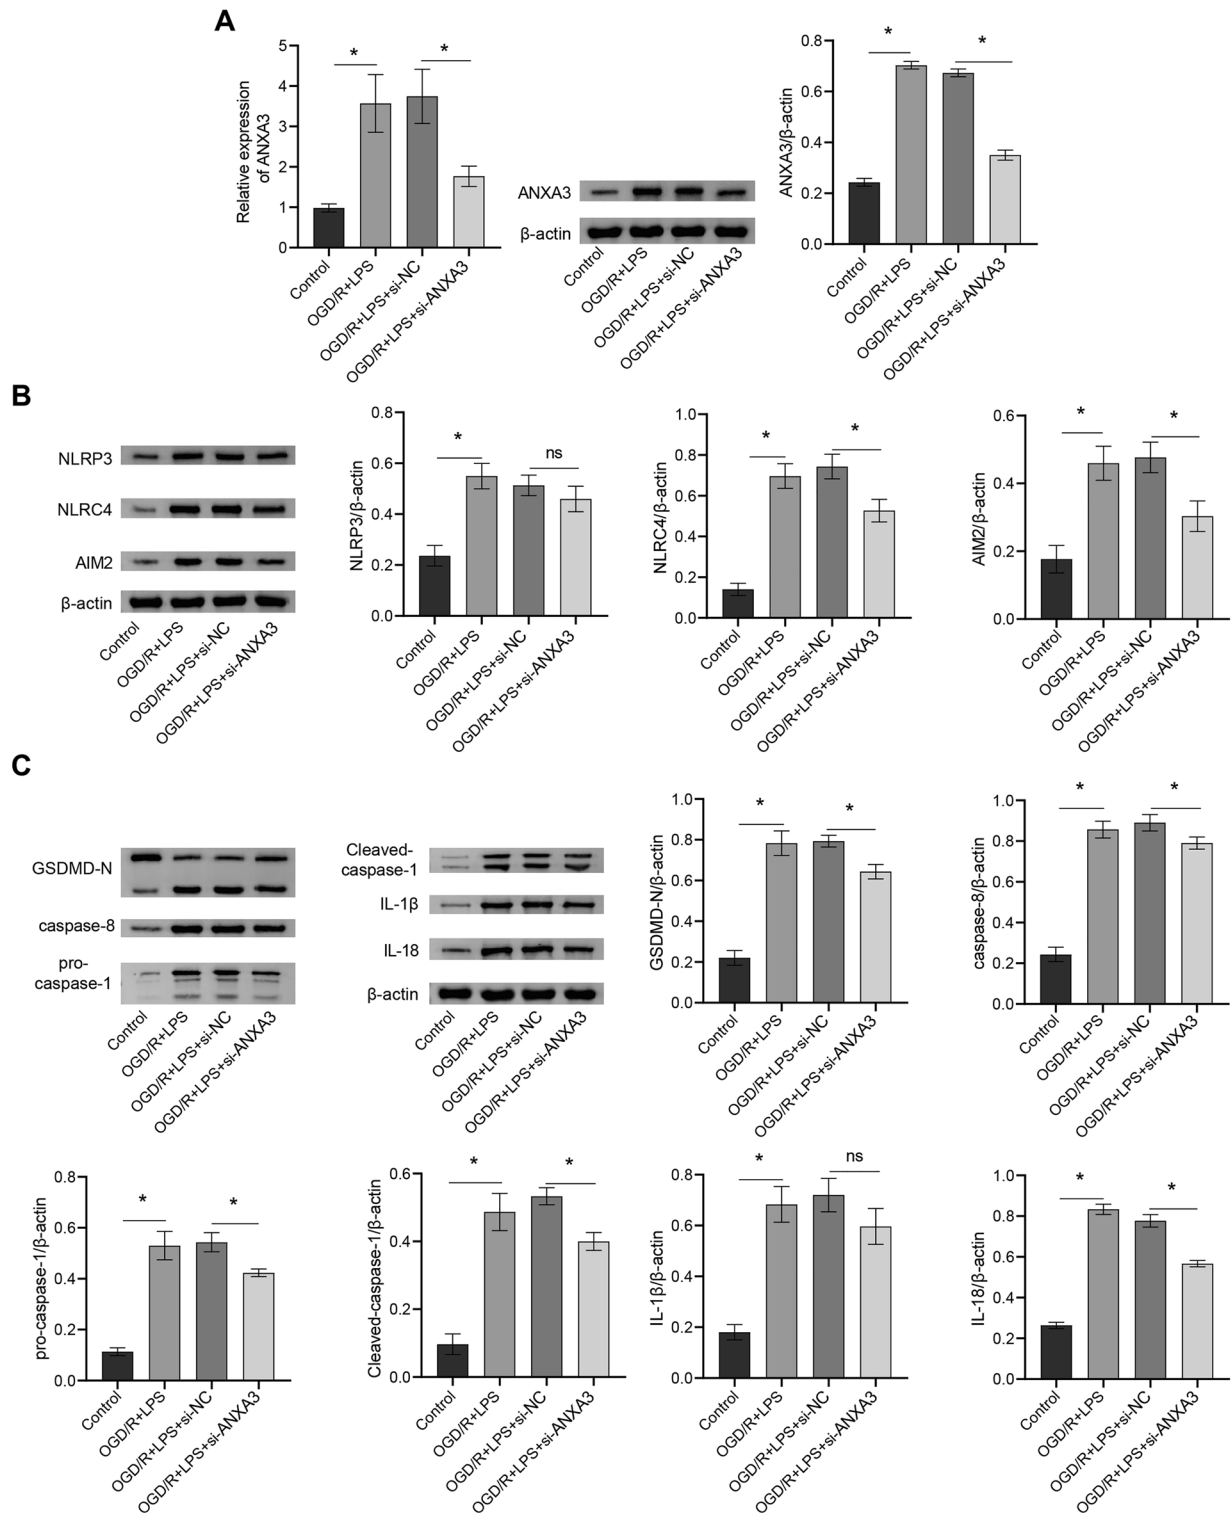 A
Relative expression
of ANXA3
5
4
3
2
1
0
*
*
Control
OGD/R+LPS
OGD/R+LPS+si-NC
OGD/R+LPS+si-ANXA3
ANXA3
β-actin
Control
OGD/R+LPS
OGD/R+LPS+si-NC
OGD/R+LPS+si-ANXA3
ANXA3/β-actin
0.8
0.6
0.4
0.2
0.0
*
*
Control
OGD/R+LPS
OGD/R+LPS+si-NC
OGD/R+LPS+si-ANXA3
B
NLRP3
NLRC4
AIM2
β-actin
Control
OGD/R+LPS
OGD/R+LPS+si-NC
OGD/R+LPS+si-ANXA3
NLRP3/β-actin
0.8
0.6
0.4
0.2
0.0
*
ns
Control
OGD/R+LPS
OGD/R+LPS+si-NC
OGD/R+LPS+si-ANXA3
NLRC4/β-actin
1.0
0.8
0.6
0.4
0.2
0.0
*
*
Control
OGD/R+LPS
OGD/R+LPS+si-NC
OGD/R+LPS+si-ANXA3
AIM2/β-actin
0.6
0.4
0.2
0.0
*
*
Control
OGD/R+LPS
OGD/R+LPS+si-NC
OGD/R+LPS+si-ANXA3
C
GSDMD-N
caspase-8
pro-
caspase-1
Control
OGD/R+LPS
OGD/R+LPS+si-NC
OGD/R+LPS+si-ANXA3
Cleaved-
caspase-1
IL-1β
IL-18
β-actin
Control
OGD/R+LPS
OGD/R+LPS+si-NC
OGD/R+LPS+si-ANXA3
GSDMD-N/β-actin
1.0
0.8
0.6
0.4
0.2
0.0
*
*
Control
OGD/R+LPS
OGD/R+LPS+si-NC
OGD/R+LPS+si-ANXA3
caspase-8/β-actin
1.0
0.8
0.6
0.4
0.2
0.0
*
*
Control
OGD/R+LPS
OGD/R+LPS+si-NC
OGD/R+LPS+si-ANXA3
pro-caspase-1/β-actin
0.8
0.6
0.4
0.2
0.0
*
*
Control
OGD/R+LPS
OGD/R+LPS+si-NC
OGD/R+LPS+si-ANXA3
Cleaved-caspase-1/β-actin
0.6
0.4
0.2
0.0
*
*
Control
OGD/R+LPS
OGD/R+LPS+si-NC
OGD/R+LPS+si-ANXA3
IL-1β/β-actin
0.8
0.6
0.4
0.2
0.0
*
ns
Control
OGD/R+LPS
OGD/R+LPS+si-NC
OGD/R+LPS+si-ANXA3
IL-18/β-actin
1.0
0.8
0.6
0.4
0.2
0.0
*
*
Control
OGD/R+LPS
OGD/R+LPS+si-NC
OGD/R+LPS+si-ANXA3